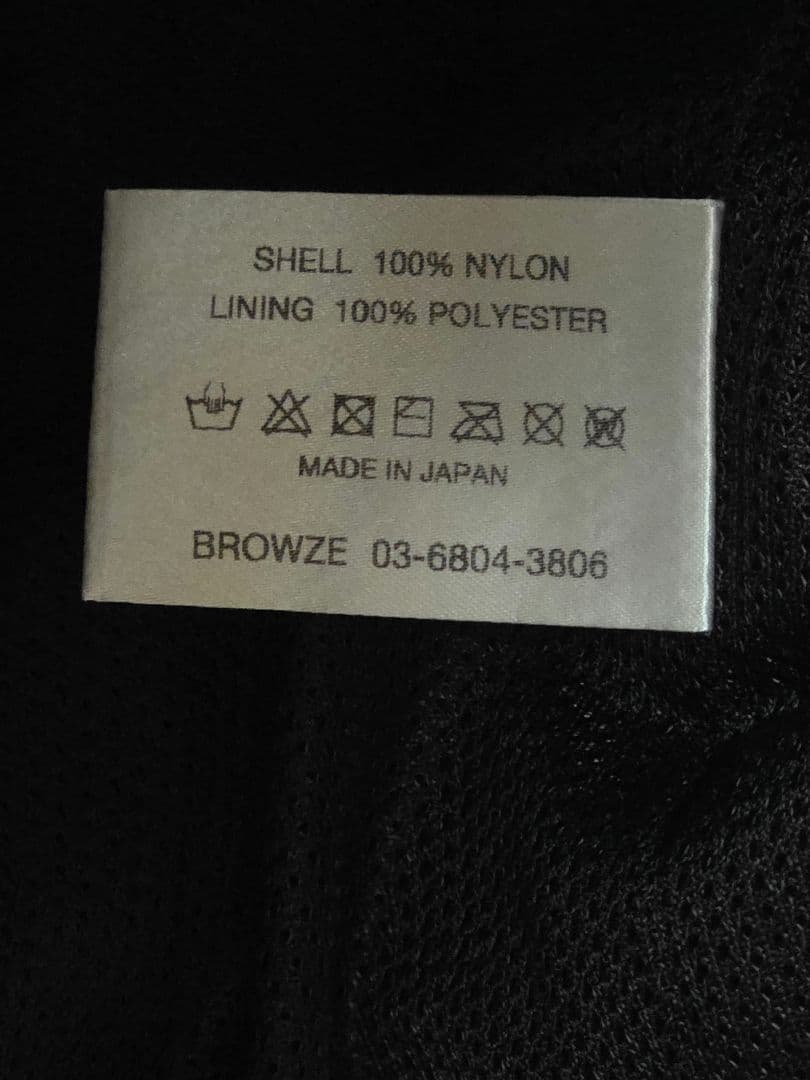 SHELL 100% NYLON
LINING 100% POLYESTER
MADE IN JAPAN
BROWZE 03-6804-3806